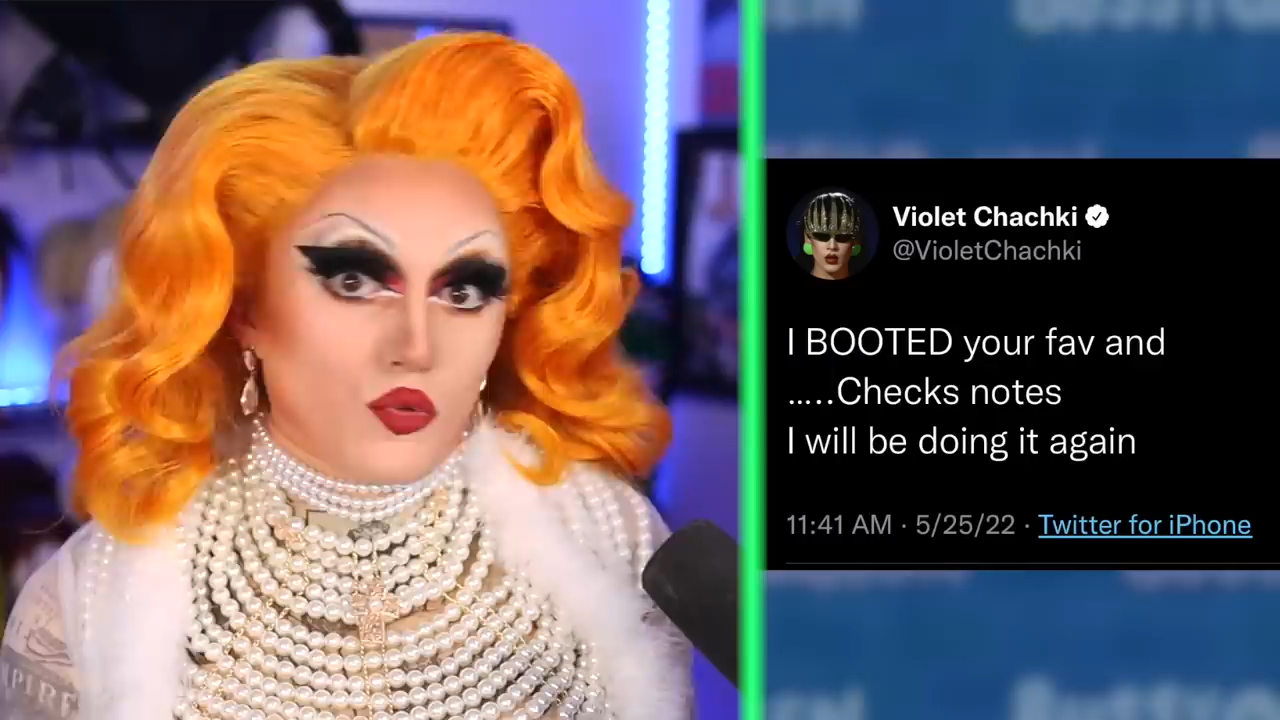 Violet Chachki
@VioletChachki
I BOOTED your fav and
.....Checks notes
I will be doing it again
11:41 AM · 5/25/22 · Twitter for iPhone